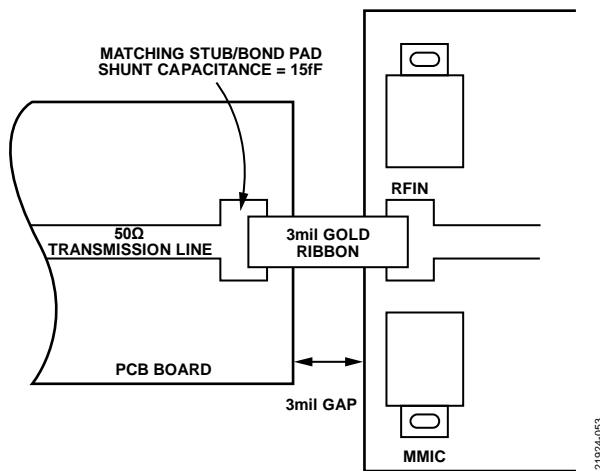 MATCHING STUB/BOND PAD
SHUNT CAPACITANCE = 15fF
RFIN
50Ω
TRANSMISSION LINE
3mil GOLD
RIBBON
PCB BOARD
3mil GAP
MMIC
21924-053